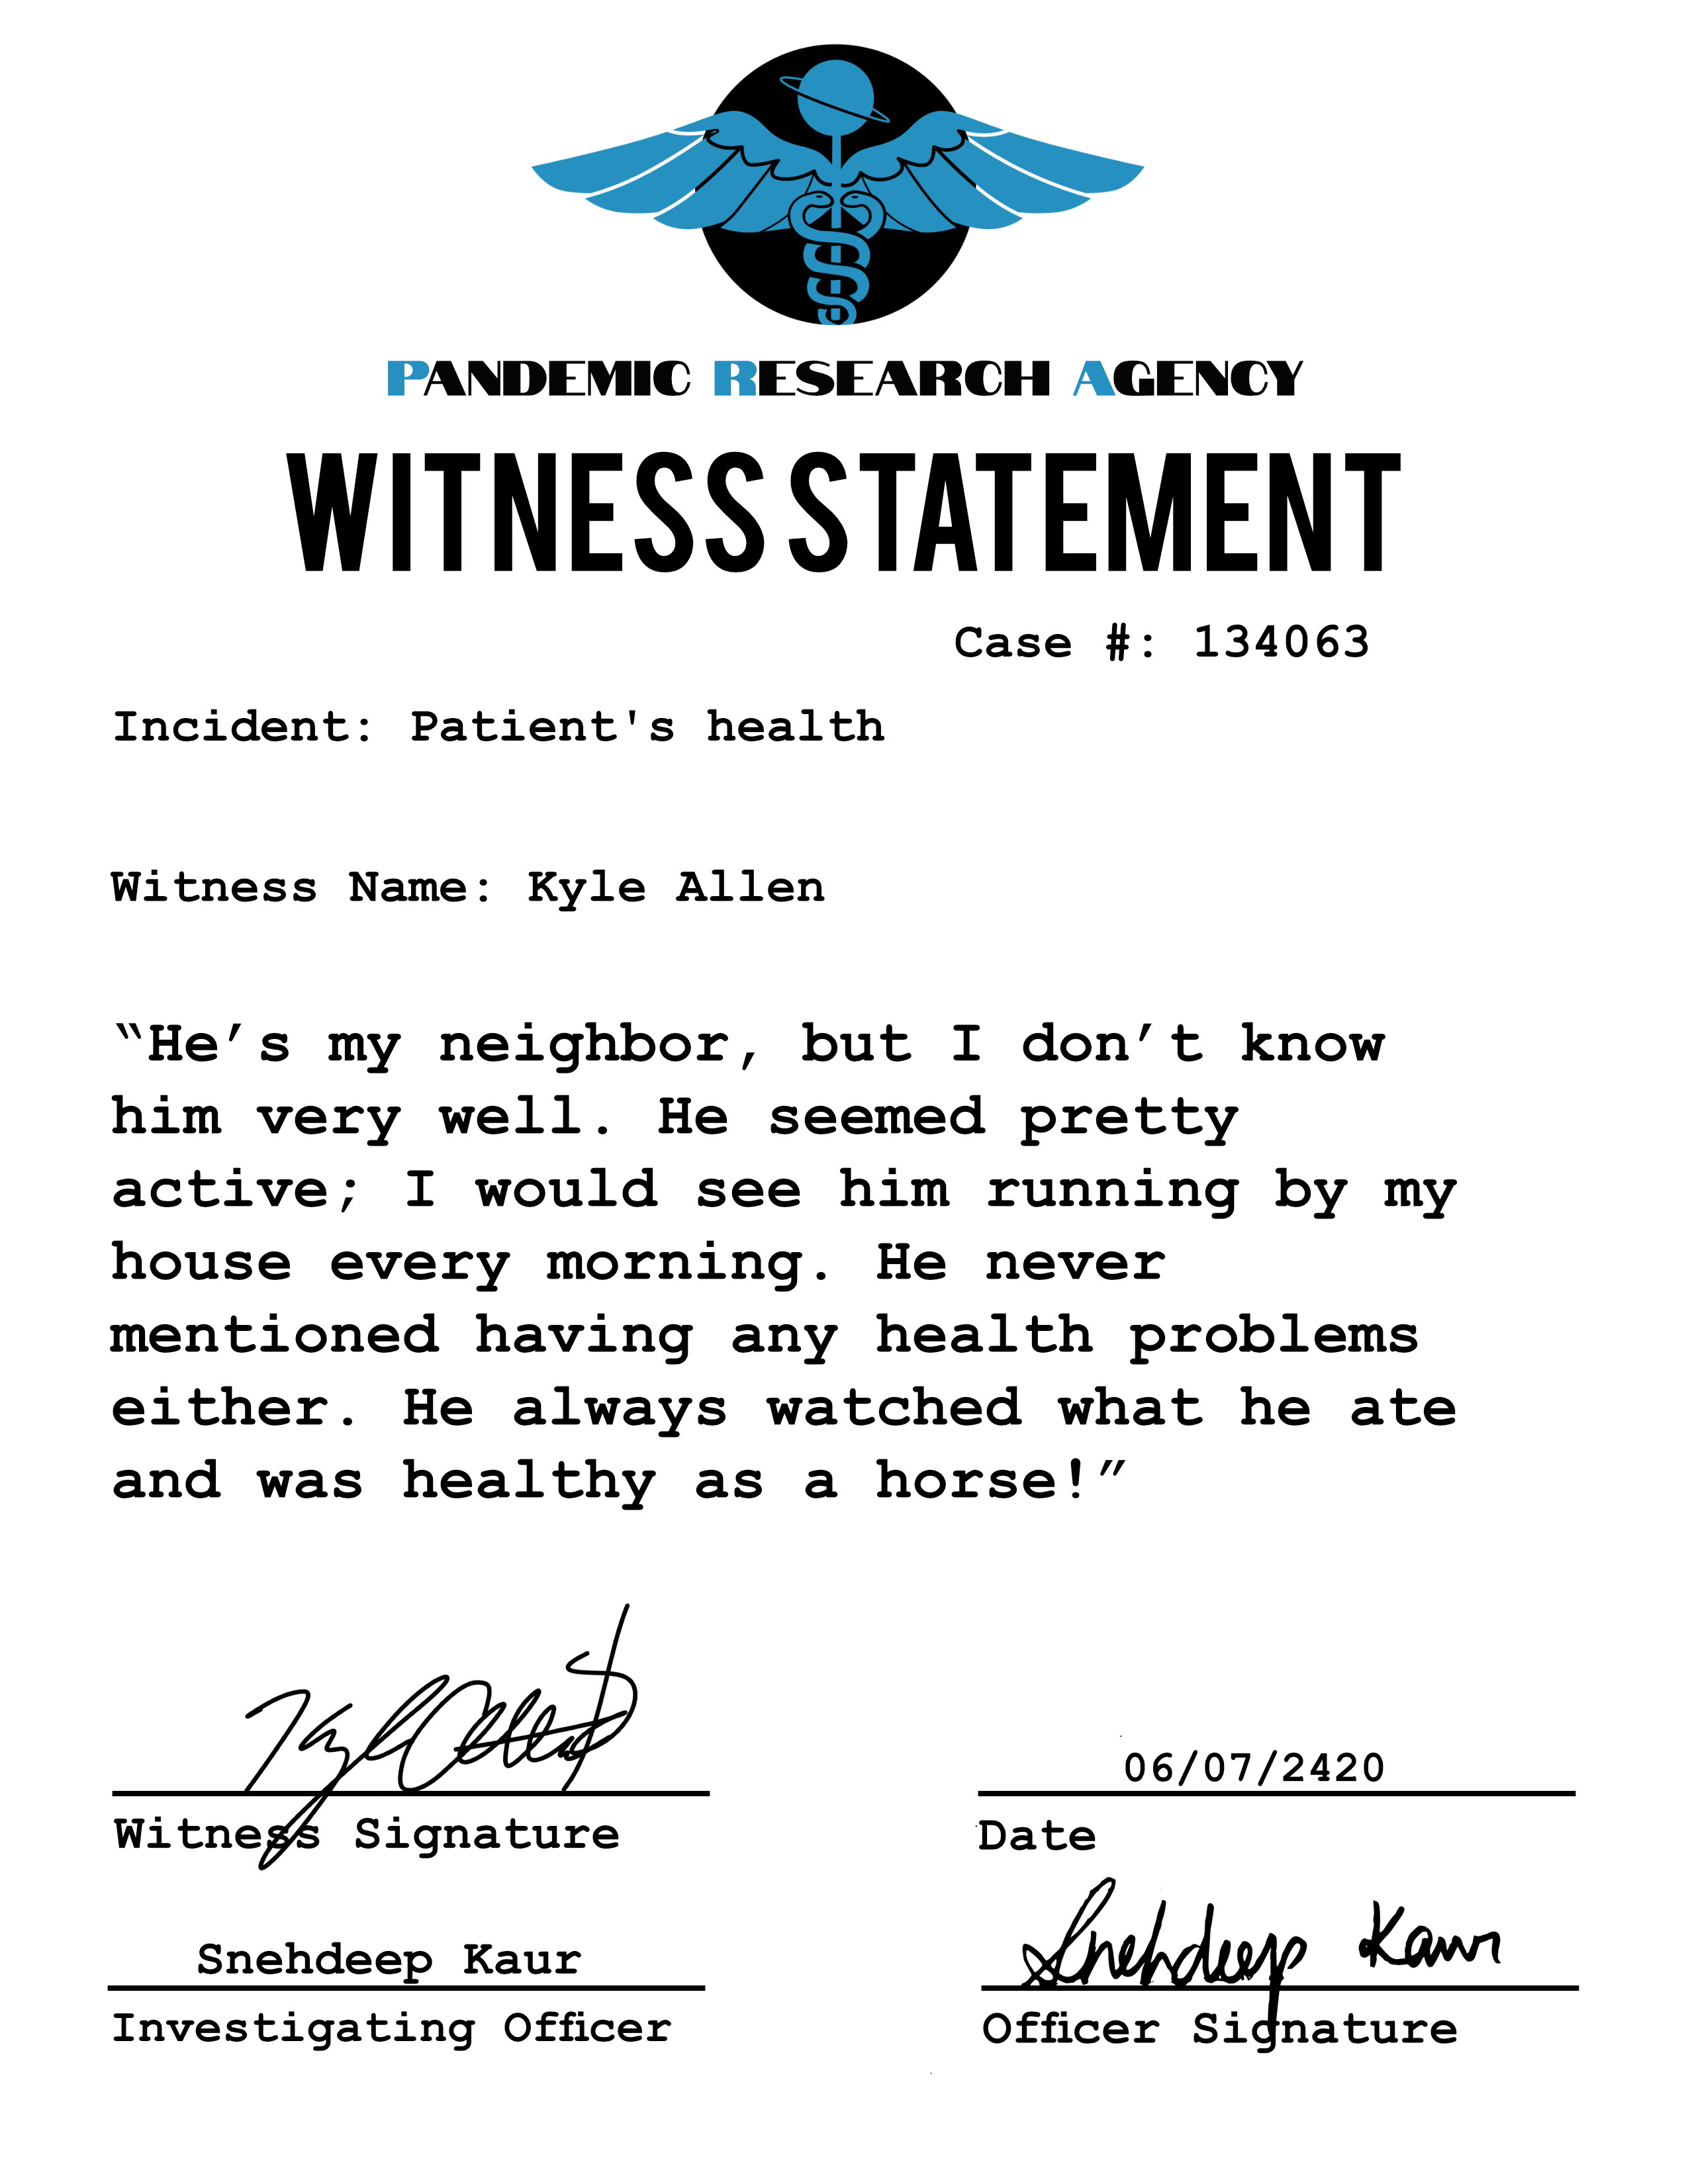 PANDEMIC RESEARCH AGENCY
WITNESS STATEMENT
Case #: 134063
Incident: Patient's health
Witness Name: Kyle Allen
“He’s my neighbor, but I don’t know
him very well. He seemed pretty
active; I would see him running by my
house every morning. He never
mentioned having any health problems
either. He always watched what he ate
and was healthy as a horse!”
Kyle Allen
06/07/2420
Witness Signature
Date
Snehdeep Kaur
Snehdeep Kaur
Investigating Officer
Officer Signature